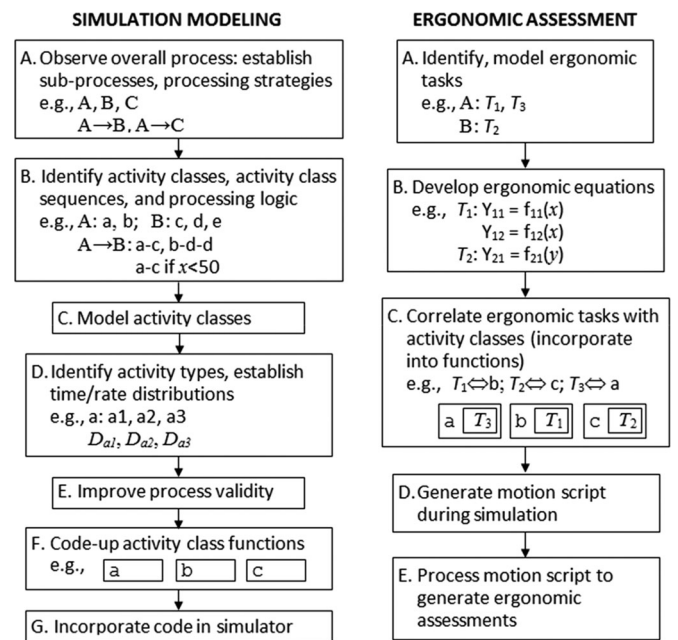 SIMULATION MODELING
A. Observe overall process: establish
sub-processes, processing strategies
e.g., A, B, C
A→B, A→C
B. Identify activity classes, activity class
sequences, and processing logic
e.g., A: a, b; B: c, d, e
A→B: a-c, b-d-d
a-c if x<50
C. Model activity classes
D. Identify activity types, establish
time/rate distributions
e.g., a: a1, a2, a3
Da1, Da2, Da3
E. Improve process validity
F. Code-up activity class functions
e.g., a b c
G. Incorporate code in simulator
ERGONOMIC ASSESSMENT
A. Identify, model ergonomic
tasks
e.g., A: T1, T3
B: T2
B. Develop ergonomic equations
e.g., T1: Y11 = f11(x)
Y12 = f12(x)
T2: Y21 = f21(y)
C. Correlate ergonomic tasks with
activity classes (incorporate
into functions)
e.g., T1⇔b; T2⇔ c; T3⇔ a
a T3 b T1 c T2
D. Generate motion script
during simulation
E. Process motion script to
generate ergonomic
assessments